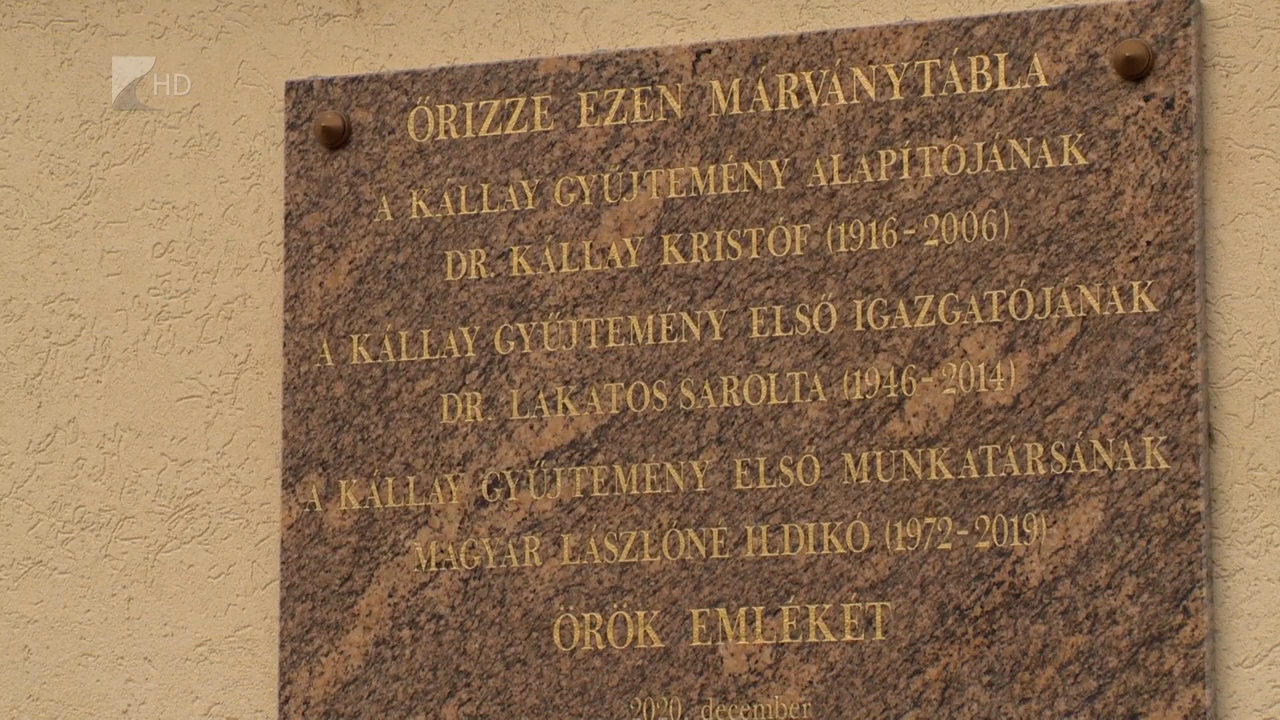 HD
ŐRIZZE EZEN MÁRVÁNYTÁBLA
A KÁLLAY GYŰJTEMÉNY ALAPÍTÓJÁNAK
DR. KÁLLAY KRISTÓF (1916-2006)
A KÁLLAY GYŰJTEMÉNY ELSŐ IGAZGATÓJÁNAK
DR. LAKATOS SAROLTA (1946-2014)
A KÁLLAY GYŰJTEMÉNY ELSŐ MUNKATÁRSÁNAK
MAGYAR LÁSZLÓNÉ ILDIKÓ (1972-2019)
ÖRÖK EMLÉKÉT
2020. december